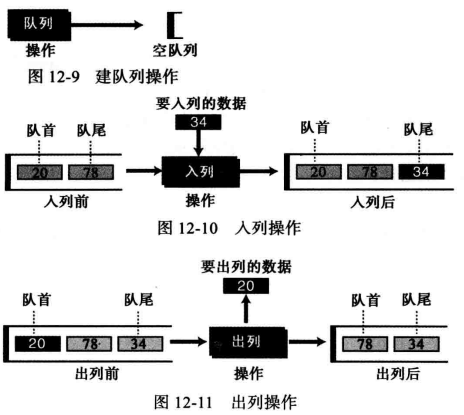 队列
操作 空队列
图 12-9 建队列操作
要入列的数据
34
队首 队尾 队首 队尾
20 78 入列 20 78 34
入列前 操作 入列后
图 12-10 入列操作
要出列的数据
20
队首 队尾 队首 队尾
20 78 34 出列 78 34
出列前 操作 出列后
图 12-11 出列操作